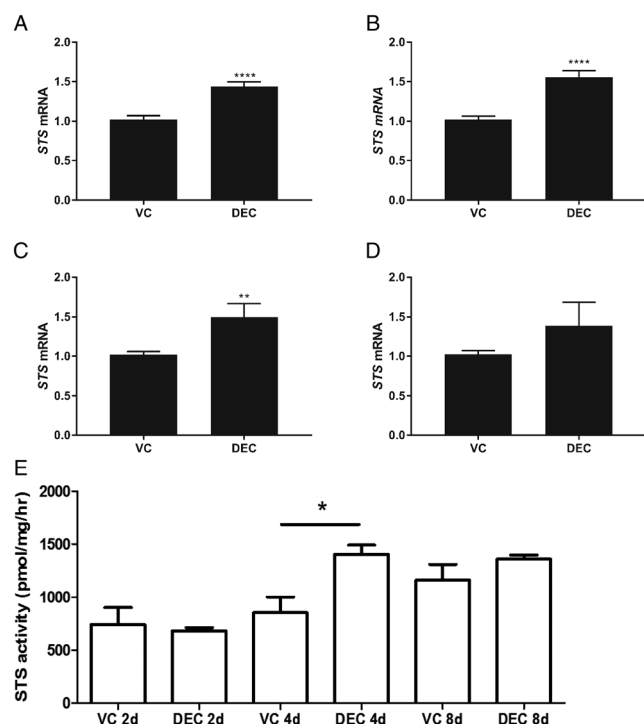 A
B
2.0
1.5
1.0
0.5
0.0
STS mRNA
****
VC
DEC
2.0
1.5
1.0
0.5
0.0
STS mRNA
****
VC
DEC
C
D
2.0
1.5
1.0
0.5
0.0
STS mRNA
**
VC
DEC
2.0
1.5
1.0
0.5
0.0
STS mRNA
VC
DEC
E
2000
1500
1000
500
0
STS activity (pmol/mg/hr)
*
VC 2d
DEC 2d
VC 4d
DEC 4d
VC 8d
DEC 8d